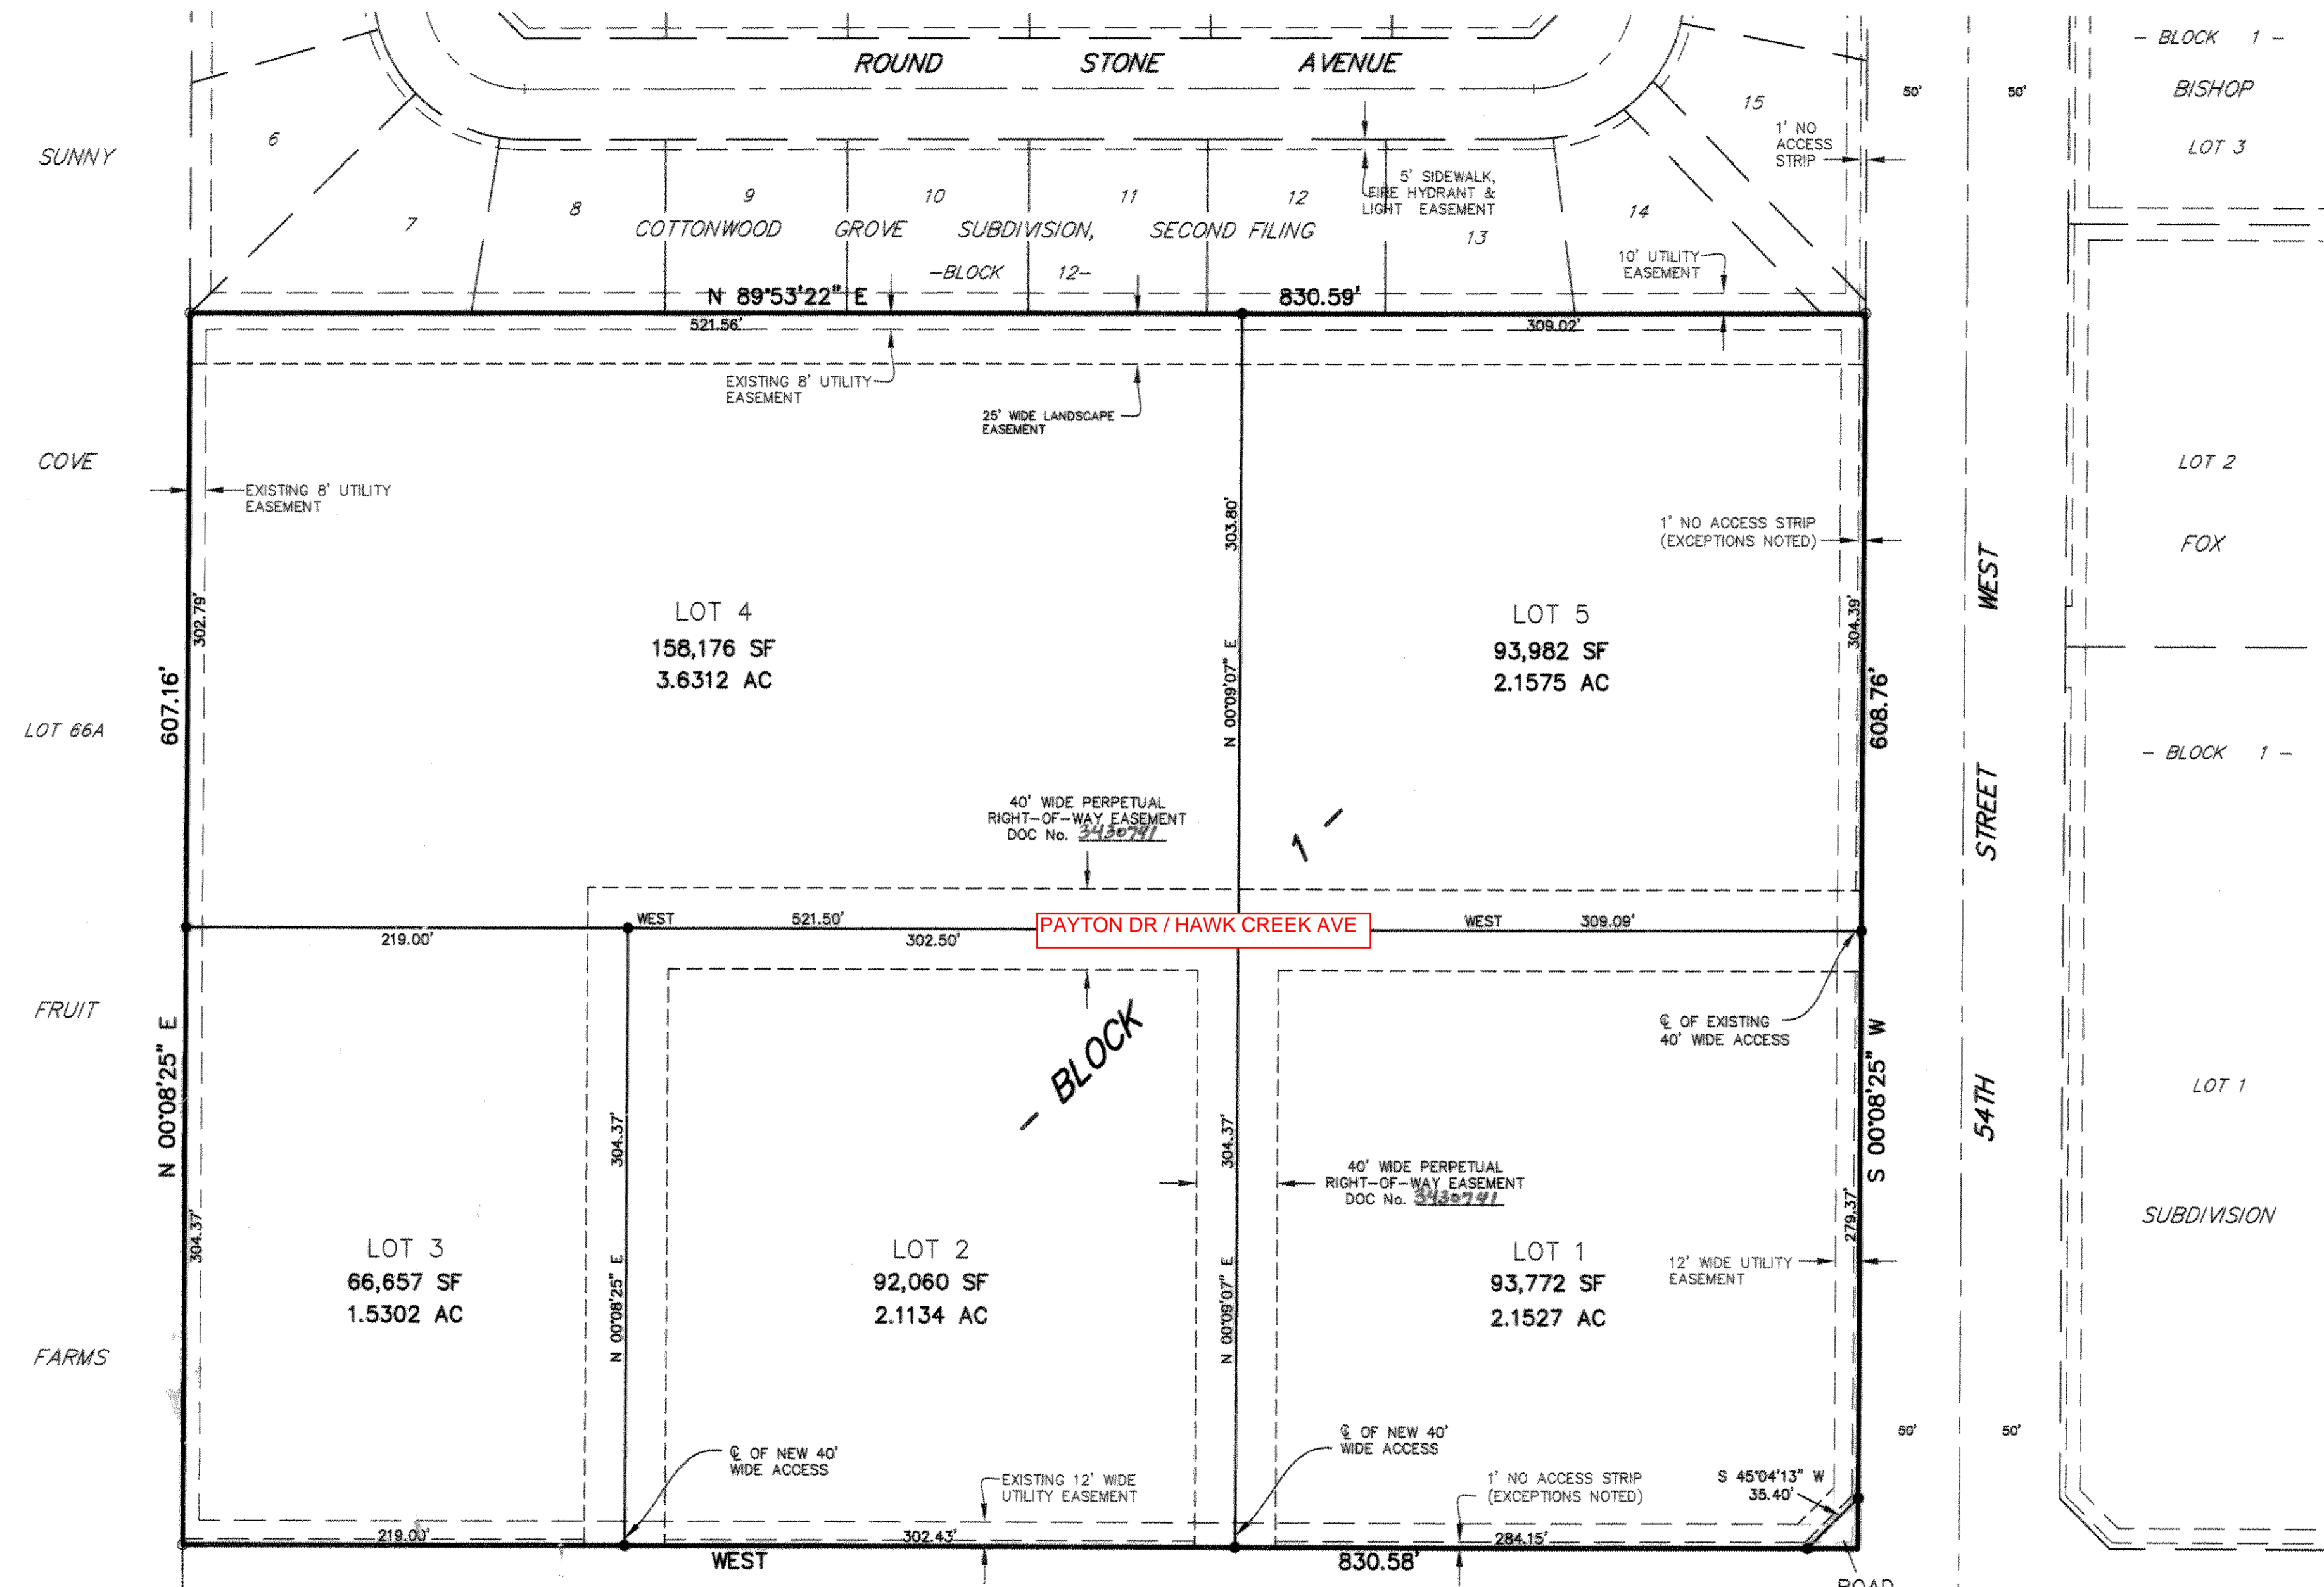 - BLOCK 1 -
ROUND STONE AVENUE
BISHOP
50' 50'
LOT 3
15
1' NO
ACCESS
STRIP
6
SUNNY
5' SIDEWALK,
FIRE HYDRANT &
LIGHT EASEMENT
7
8
9
10
11
12
13
14
COTTONWOOD GROVE SUBDIVISION, SECOND FILING
-BLOCK 12-
10' UTILITY
EASEMENT
N 89°53'22" E
830.59'
521.56'
309.02'
EXISTING 8' UTILITY
EASEMENT
25' WIDE LANDSCAPE
EASEMENT
COVE
LOT 2
EXISTING 8' UTILITY
EASEMENT
303.80'
1' NO ACCESS STRIP
(EXCEPTIONS NOTED)
FOX
WEST
302.79'
LOT 4
158,176 SF
3.6312 AC
N 00°09'07" E
LOT 5
93,982 SF
2.1575 AC
304.39'
607.16'
608.76'
LOT 66A
- BLOCK 1 -
STREET
40' WIDE PERPETUAL
RIGHT-OF-WAY EASEMENT
DOC No. 3430741
1 -
WEST
521.50'
PAYTON DR / HAWK CREEK AVE
WEST
309.09'
219.00'
302.50'
FRUIT
N 00°08'25" E
- BLOCK
℄ OF EXISTING
40' WIDE ACCESS
S 00°08'25" W
54TH
LOT 1
304.37'
304.37'
40' WIDE PERPETUAL
RIGHT-OF-WAY EASEMENT
DOC No. 3430741
279.37'
SUBDIVISION
304.37'
LOT 3
66,657 SF
1.5302 AC
N 00°08'25" E
LOT 2
92,060 SF
2.1134 AC
N 00°09'07" E
LOT 1
93,772 SF
2.1527 AC
12' WIDE UTILITY
EASEMENT
FARMS
℄ OF NEW 40'
WIDE ACCESS
℄ OF NEW 40'
WIDE ACCESS
50' 50'
EXISTING 12' WIDE
UTILITY EASEMENT
1' NO ACCESS STRIP
(EXCEPTIONS NOTED)
S 45°04'13" W
35.40'
219.00'
302.43'
284.15'
WEST
830.58'
ROAD